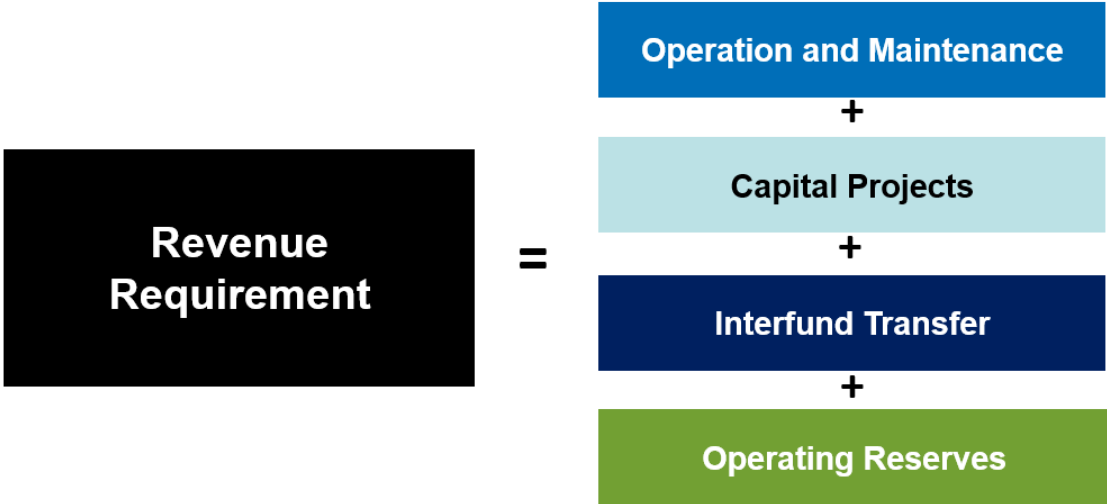 Revenue
Requirement
=
Operation and Maintenance
+
Capital Projects
+
Interfund Transfer
+
Operating Reserves